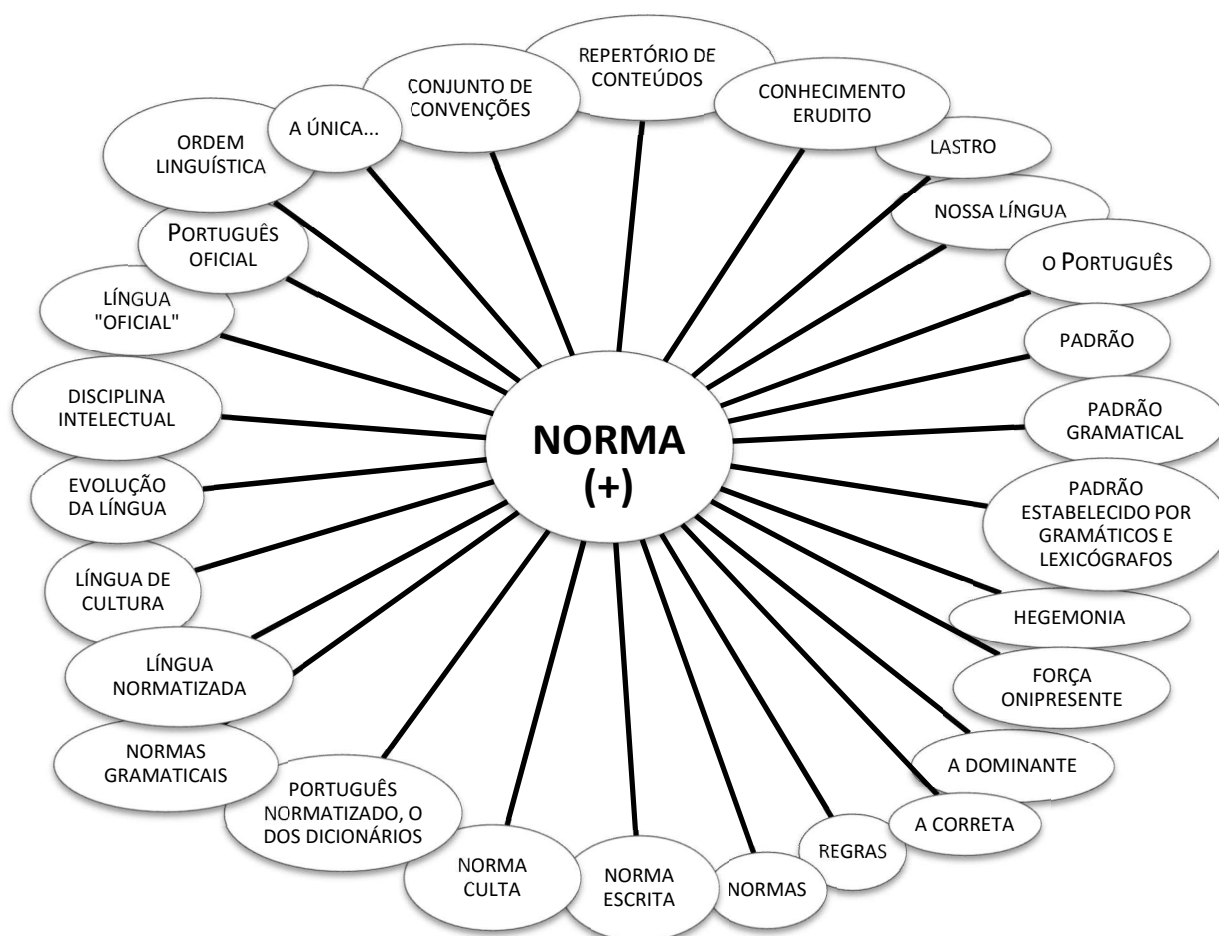 REPERTÓRIO DE
CONTEÚDOS
CONHECIMENTO
ERUDITO
LASTRO
NOSSA LÍNGUA
O PORTUGUÊS
PADRÃO
PADRÃO
GRAMATICAL
PADRÃO
ESTABELECIDO POR
GRAMÁTICOS E
LEXICÓGRAFOS
HEGEMONIA
FORÇA
ONIPRESENTE
A DOMINANTE
A CORRETA
REGRAS
NORMAS
NORMA
ESCRITA
NORMA
CULTA
PORTUGUÊS
NORMATIZADO, O
DOS DICIONÁRIOS
NORMAS
GRAMATICAIS
LÍNGUA
NORMATIZADA
LÍNGUA DE
CULTURA
EVOLUÇÃO
DA LÍNGUA
DISCIPLINA
INTELECTUAL
LÍNGUA
"OFICIAL"
PORTUGUÊS
OFICIAL
ORDEM
LINGUÍSTICA
A ÚNICA...
CONJUNTO DE
CONVENÇÕES
NORMA
(+)